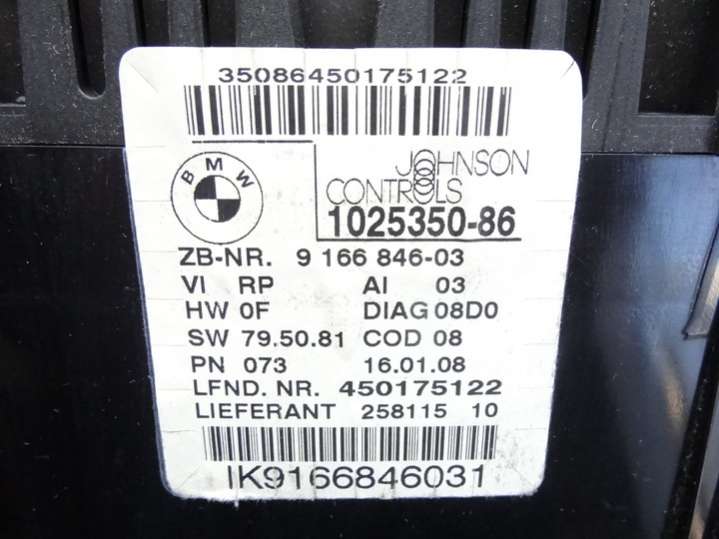 35086450175122
BMW
JOHNSON
CONTROLS
1025350-86
ZB-NR. 9 166 846-03
VI RP AI 03
HW 0F DIAG 08D0
SW 79.50.81 COD 08
PN 073 16.01.08
LFND. NR. 450175122
LIEFERANT 258115 10
IK9166846031